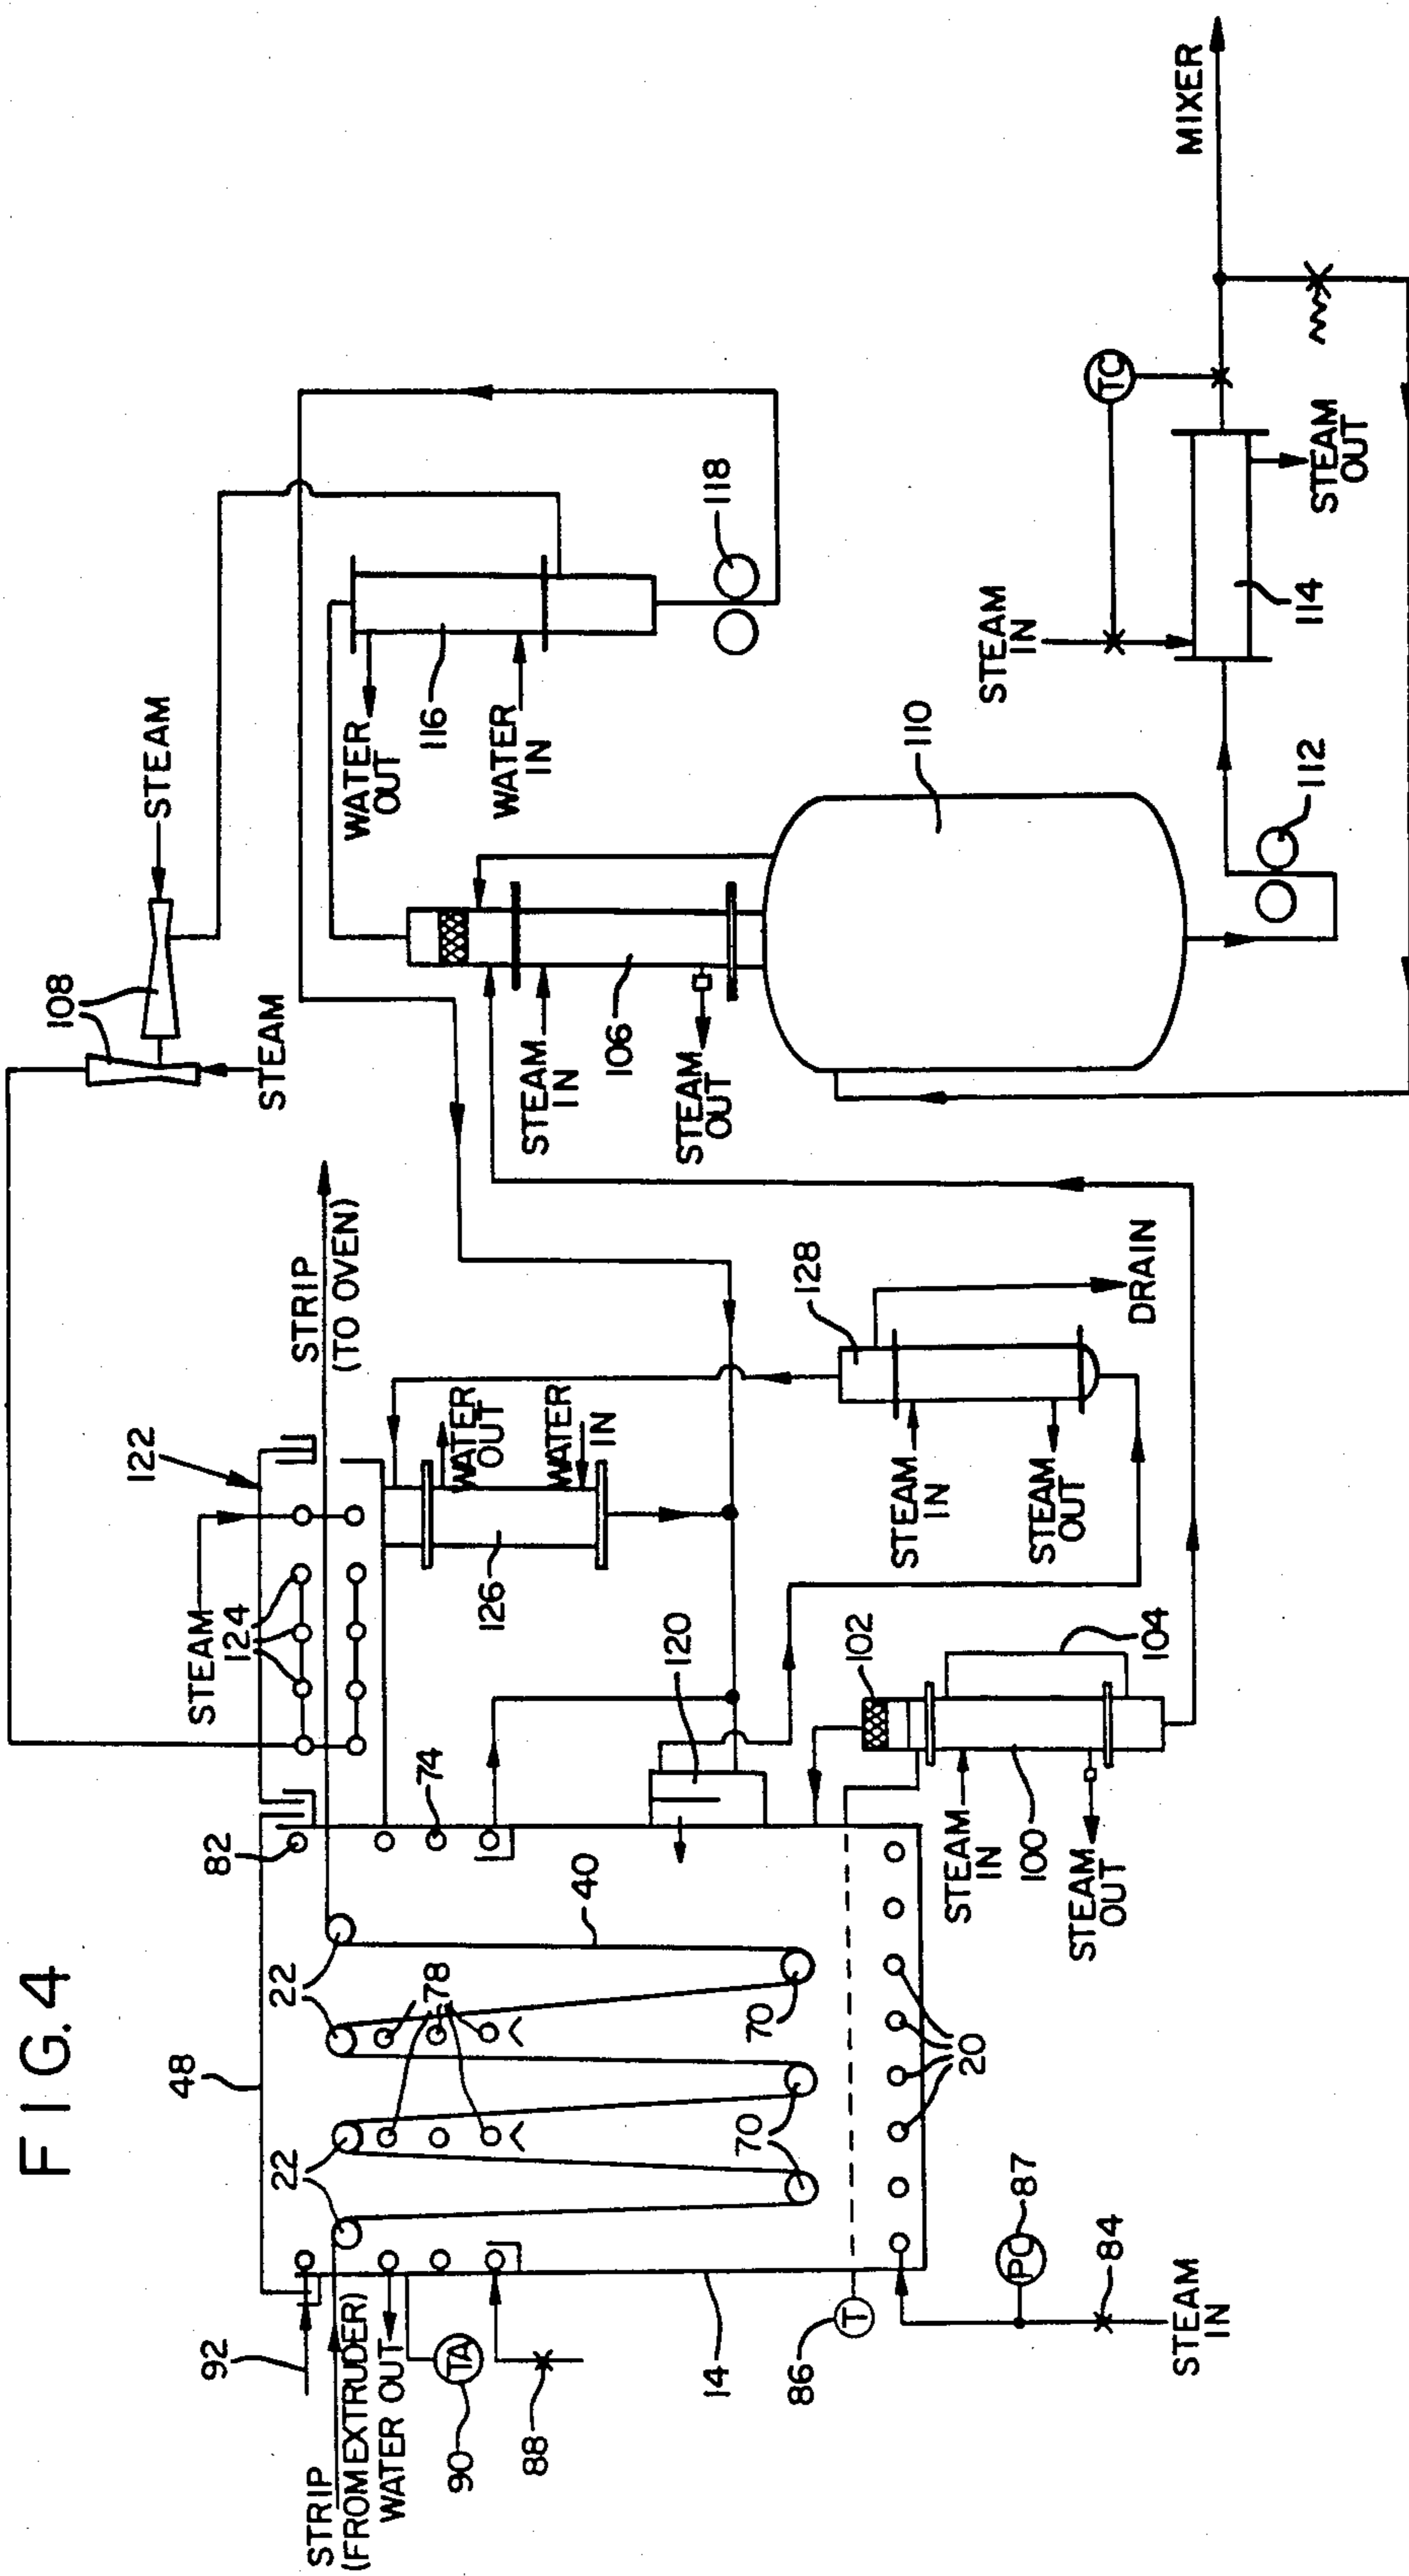 FIG. 4
48
92
STRIP
(FROM EXTRUDER)
WATER OUT
TA
90
88
14
T
86
PC
87
84
STEAM
IN
22
22
78
40
70
70
20
82
74
120
STEAM
124
122
126
WATER
OUT
WATER
IN
STRIP
(TO OVEN)
102
104
100
STEAM
IN
STEAM
OUT
128
STEAM
IN
STEAM
OUT
DRAIN
108
STEAM
STEAM
106
STEAM
IN
STEAM
OUT
110
112
116
WATER
OUT
WATER
IN
118
STEAM
IN
114
STEAM
OUT
TC
MIXER